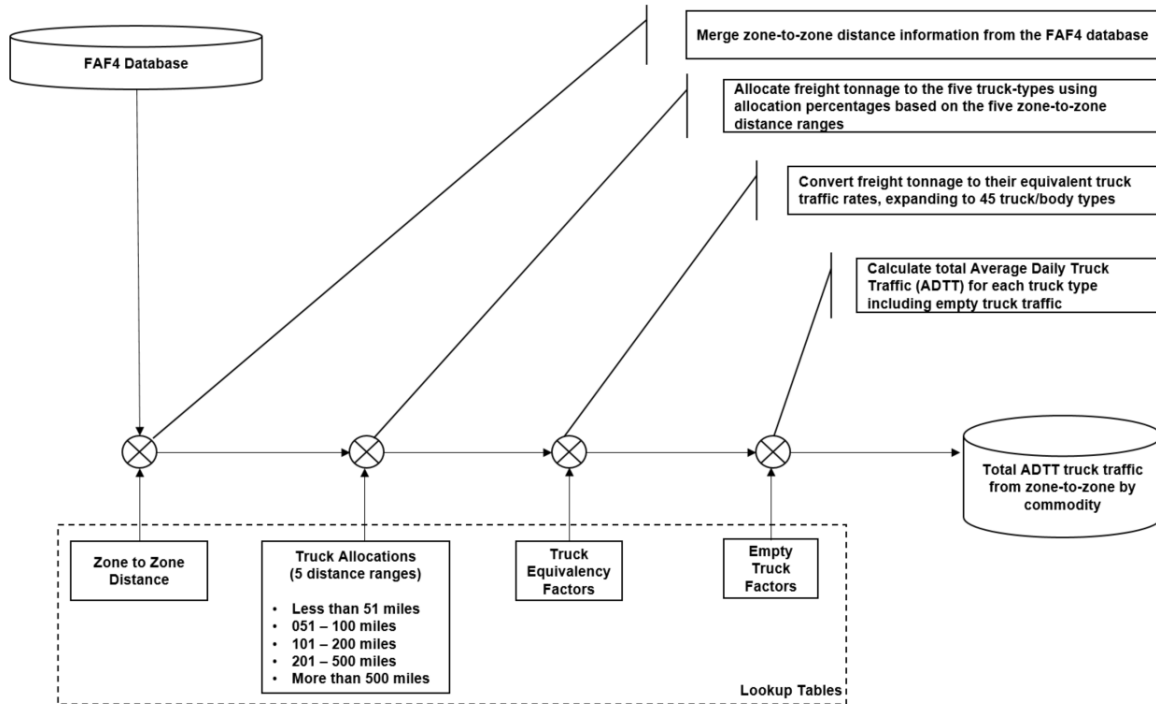 FAF4 Database
Merge zone-to-zone distance information from the FAF4 database
Allocate freight tonnage to the five truck-types using
allocation percentages based on the five zone-to-zone
distance ranges
Convert freight tonnage to their equivalent truck
traffic rates, expanding to 45 truck/body types
Calculate total Average Daily Truck
Traffic (ADTT) for each truck type
including empty truck traffic
Total ADTT truck traffic
from zone-to-zone by
commodity
Zone to Zone
Distance
Truck Allocations
(5 distance ranges)
• Less than 51 miles
• 051 – 100 miles
• 101 – 200 miles
• 201 – 500 miles
• More than 500 miles
Truck
Equivalency
Factors
Empty
Truck
Factors
Lookup Tables